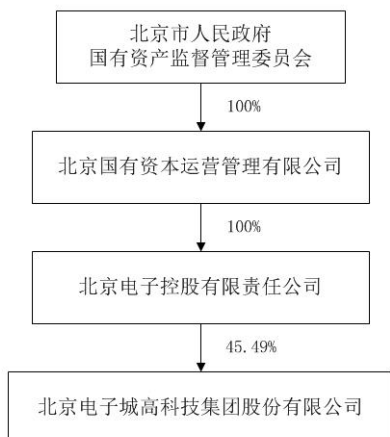 北京市人民政府
国有资产监督管理委员会
100%
北京国有资本运营管理有限公司
100%
北京电子控股有限责任公司
45.49%
北京电子城高科技集团股份有限公司